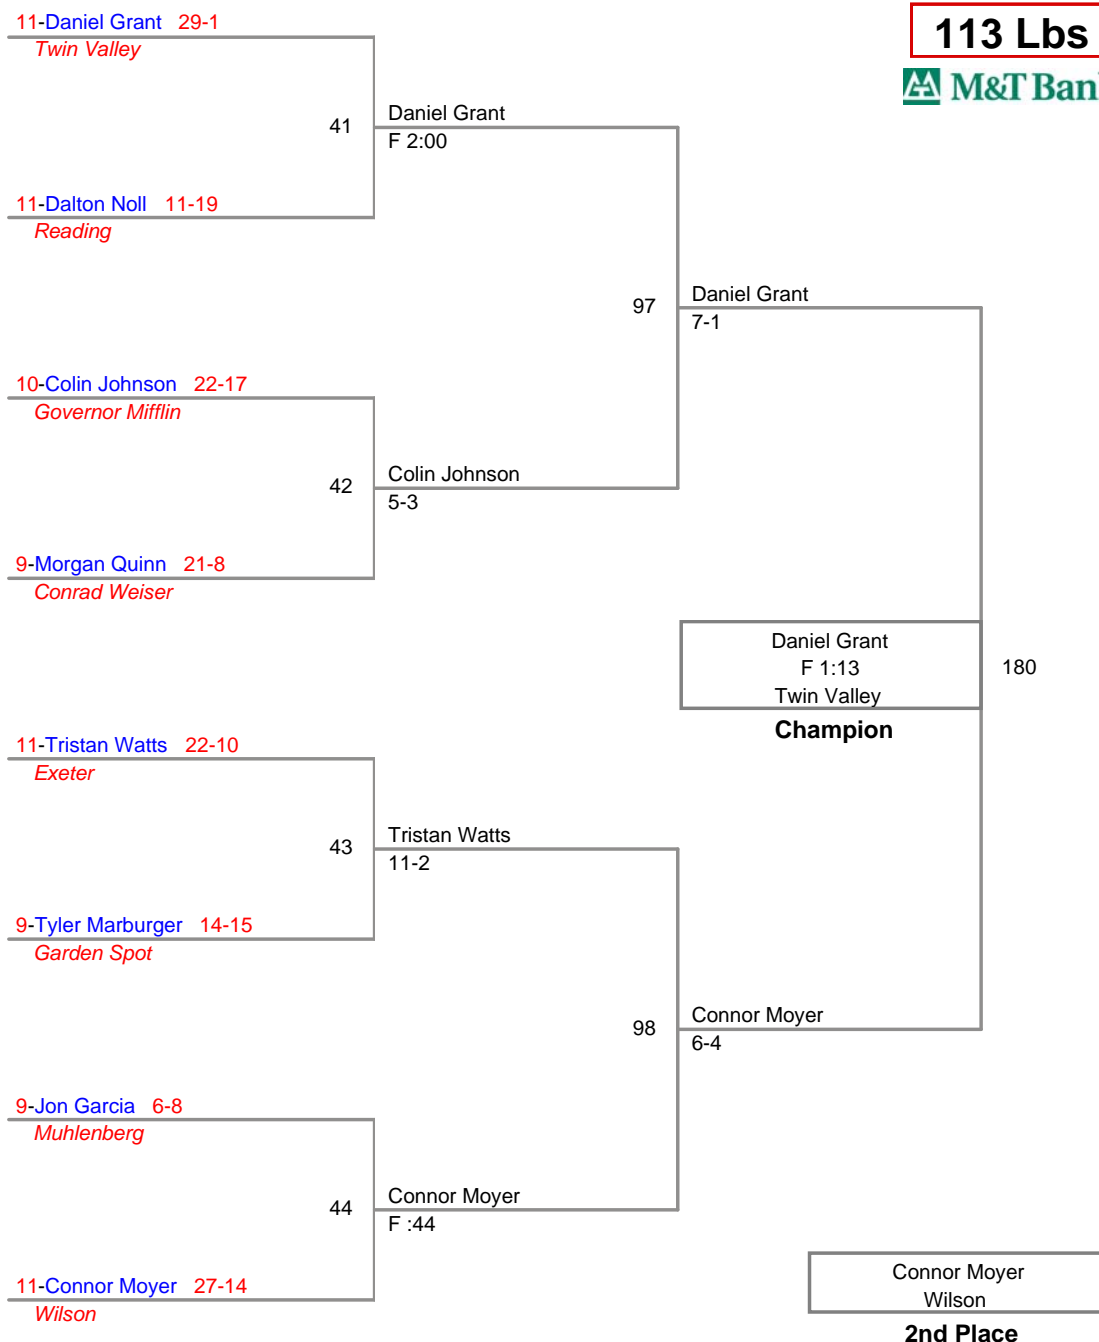 11-Daniel Grant 29-1
Twin Valley
113 Lbs
M&T Ban
41
Daniel Grant
F 2:00
11-Dalton Noll 11-19
Reading
97
Daniel Grant
7-1
10-Colin Johnson 22-17
Governor Mifflin
42
Colin Johnson
5-3
9-Morgan Quinn 21-8
Conrad Weiser
Daniel Grant
F 1:13
Twin Valley
Champion
180
11-Tristan Watts 22-10
Exeter
43
Tristan Watts
11-2
9-Tyler Marburger 14-15
Garden Spot
98
Connor Moyer
6-4
9-Jon Garcia 6-8
Muhlenberg
44
Connor Moyer
F :44
11-Connor Moyer 27-14
Wilson
Connor Moyer
Wilson
2nd Place